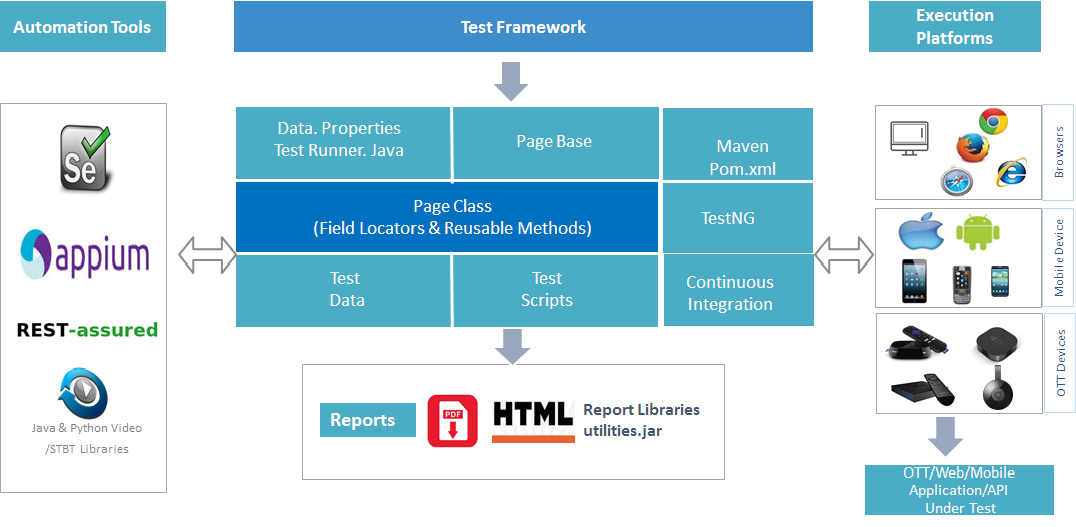 Automation Tools
Test Framework
Execution
Platforms
Se
appium
REST-assured
Java & Python Video
/STBT Libraries
Data. Properties
Test Runner. Java
Page Base
Maven
Pom.xml
Page Class
(Field Locators & Reusable Methods)
TestNG
Test
Data
Test
Scripts
Continuous
Integration
Reports
PDF
HTML
Report Libraries
utilities.jar
Browsers
Mobile Device
OTT Devices
OTT/Web/Mobile
Application/API
Under Test